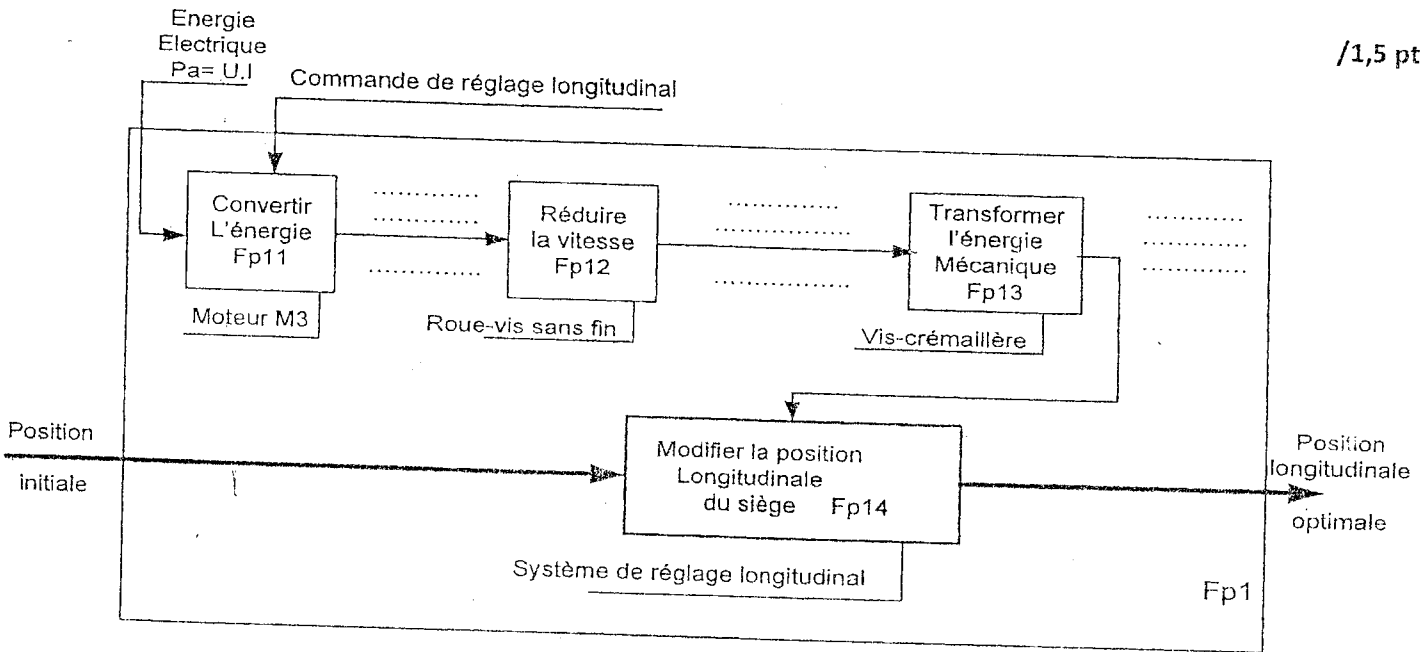 Energie
Electrique
Pa= U.I
/1,5 pt
Commande de réglage longitudinal
Convertir
L'énergie
Fp11
.............
.............
.............
Réduire
la vitesse
Fp12
.............
.............
.............
Transformer
l'énergie
Mécanique
Fp13
.............
.............
.............
Moteur M3
Roue-vis sans fin
Vis-crémaillère
Position
initiale
Modifier la position
Longitudinale
du siège Fp14
Position
longitudinale
optimale
Système de réglage longitudinal
Fp1